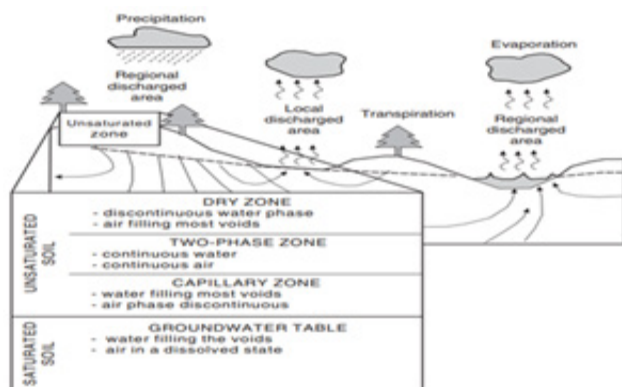 Precipitation
Regional
discharged
area
Unsaturated
zone
Local
discharged
area
Transpiration
Evaporation
Regional
discharged
area
UNSATURATED
SOIL
DRY ZONE
- discontinuous water phase
- air filling most voids
TWO-PHASE ZONE
- continuous water
- continuous air
CAPILLARY ZONE
- water filling most voids
- air phase discontinuous
SATURATED
SOIL
GROUNDWATER TABLE
- water filling the voids
- air in a dissolved state